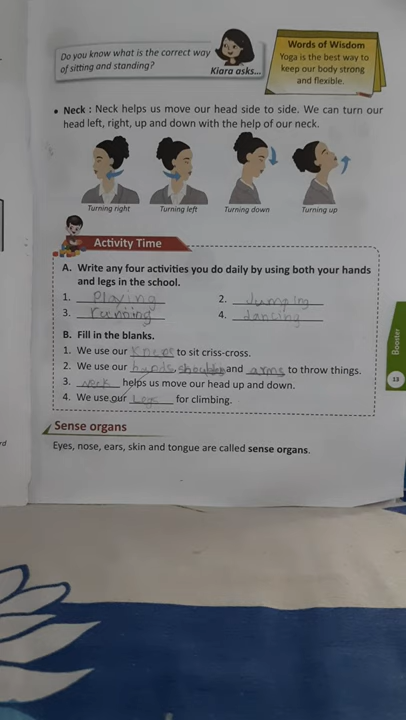 Do you know what is the correct way
of sitting and standing?
Kiara asks...
Words of Wisdom
Yoga is the best way to
keep our body strong
and flexible.
• Neck : Neck helps us move our head side to side. We can turn our
head left, right, up and down with the help of our neck.
Turning right Turning left Turning down Turning up
Activity Time
A. Write any four activities you do daily by using both your hands
and legs in the school.
1. Playing 2. Jumping
3. running 4. dancing
B. Fill in the blanks.
1. We use our knees to sit criss-cross.
2. We use our hands, shoulder and arms to throw things.
3. Neck helps us move our head up and down.
4. We use our Legs for climbing.
Sense organs
Eyes, nose, ears, skin and tongue are called sense organs.
Booster
13
rd